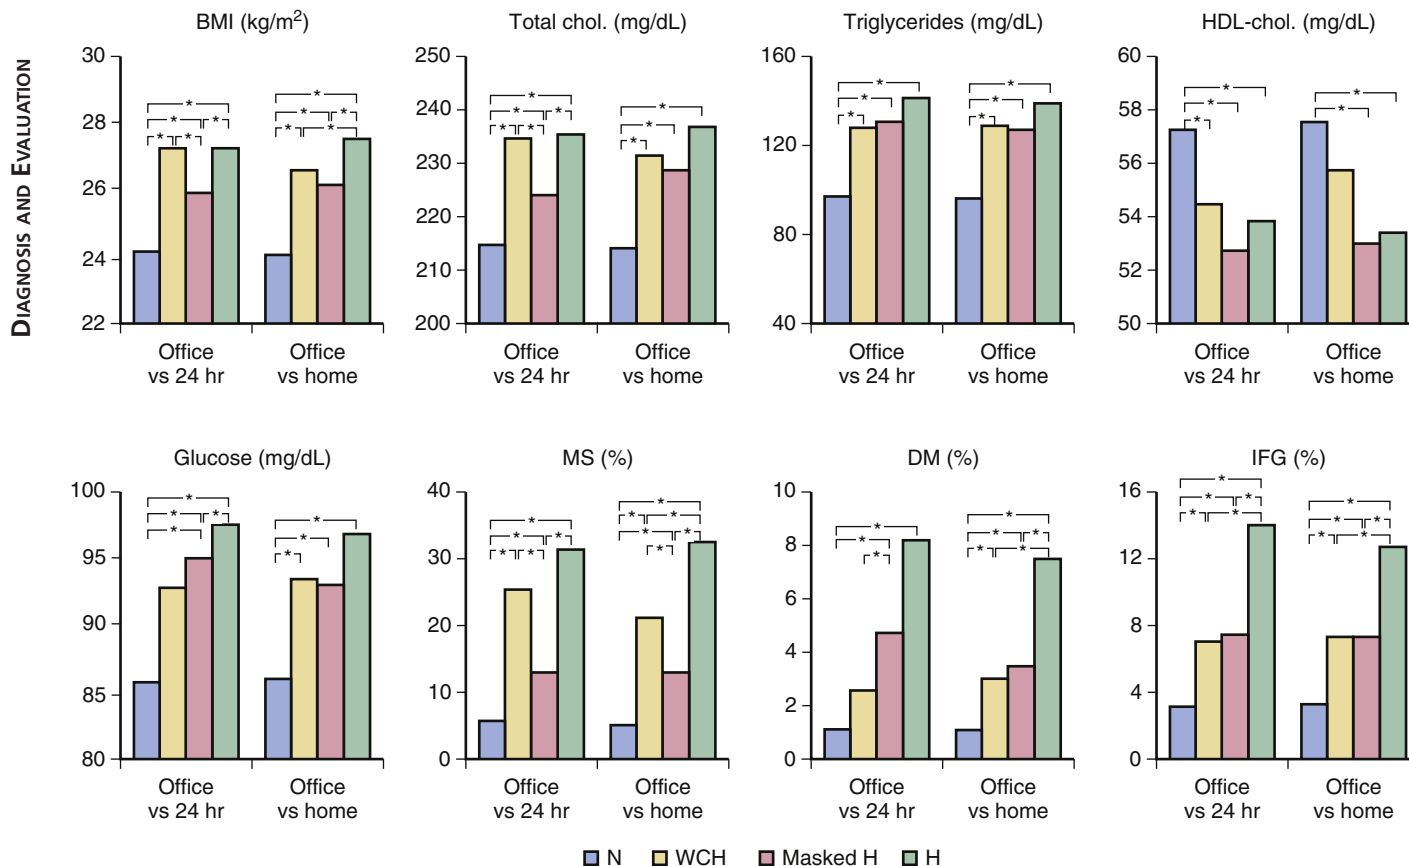 DIAGNOSIS AND EVALUATION
BMI (kg/m²)
30
28
26
24
22
* * * * *
* * * * *
Office vs 24 hr
Office vs home
Total chol. (mg/dL)
250
240
230
220
210
200
* * * * *
* * *
Office vs 24 hr
Office vs home
Triglycerides (mg/dL)
160
120
80
40
* * *
* * *
Office vs 24 hr
Office vs home
HDL-chol. (mg/dL)
60
58
56
54
52
50
* * *
* *
Office vs 24 hr
Office vs home
Glucose (mg/dL)
100
95
90
85
80
* * * *
* * *
Office vs 24 hr
Office vs home
MS (%)
40
30
20
10
0
* * * * *
* * * * * *
Office vs 24 hr
Office vs home
DM (%)
10
8
6
4
2
0
* * *
* * * * *
Office vs 24 hr
Office vs home
IFG (%)
16
12
8
4
0
* * * * *
* * * * *
Office vs 24 hr
Office vs home
N WCH Masked H H